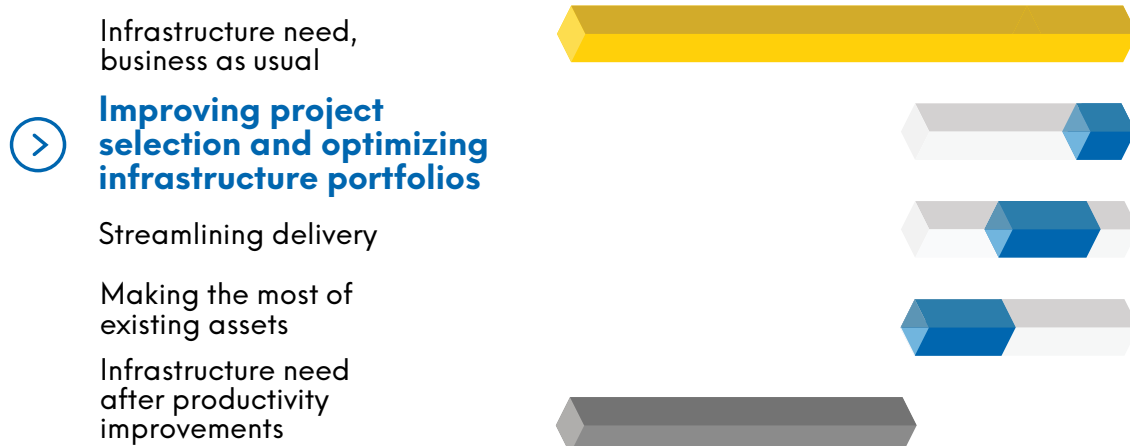 Infrastructure need,
business as usual
Improving project
selection and optimizing
infrastructure portfolios
Streamlining delivery
Making the most of
existing assets
Infrastructure need
after productivity
improvements